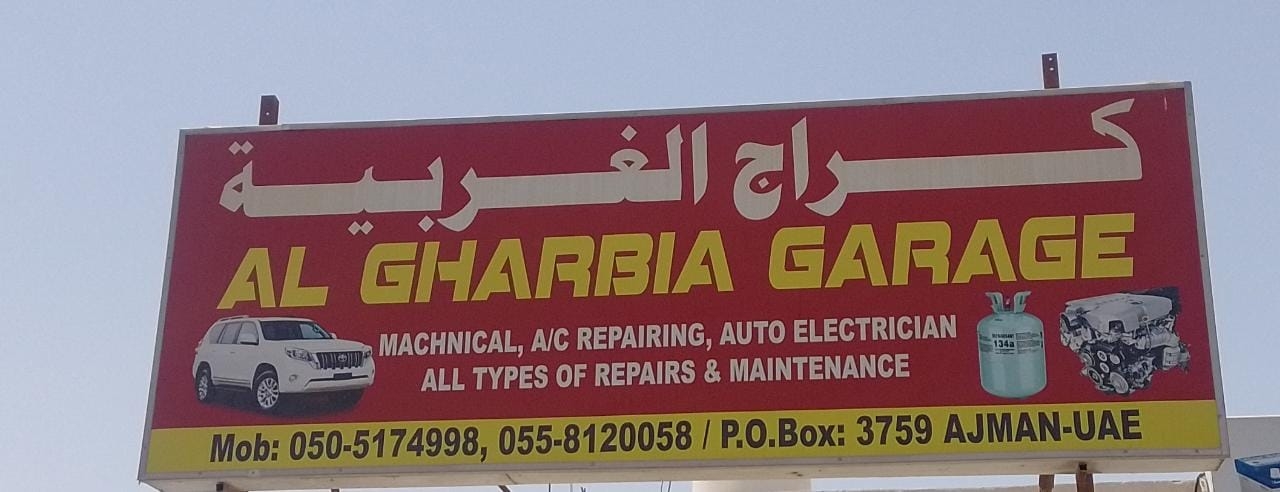 كراج الغربية
AL GHARBIA GARAGE
MACHNICAL, A/C REPAIRING, AUTO ELECTRICIAN
ALL TYPES OF REPAIRS & MAINTENANCE
134a
Mob: 050-5174998, 055-8120058 / P.O.Box: 3759 AJMAN-UAE